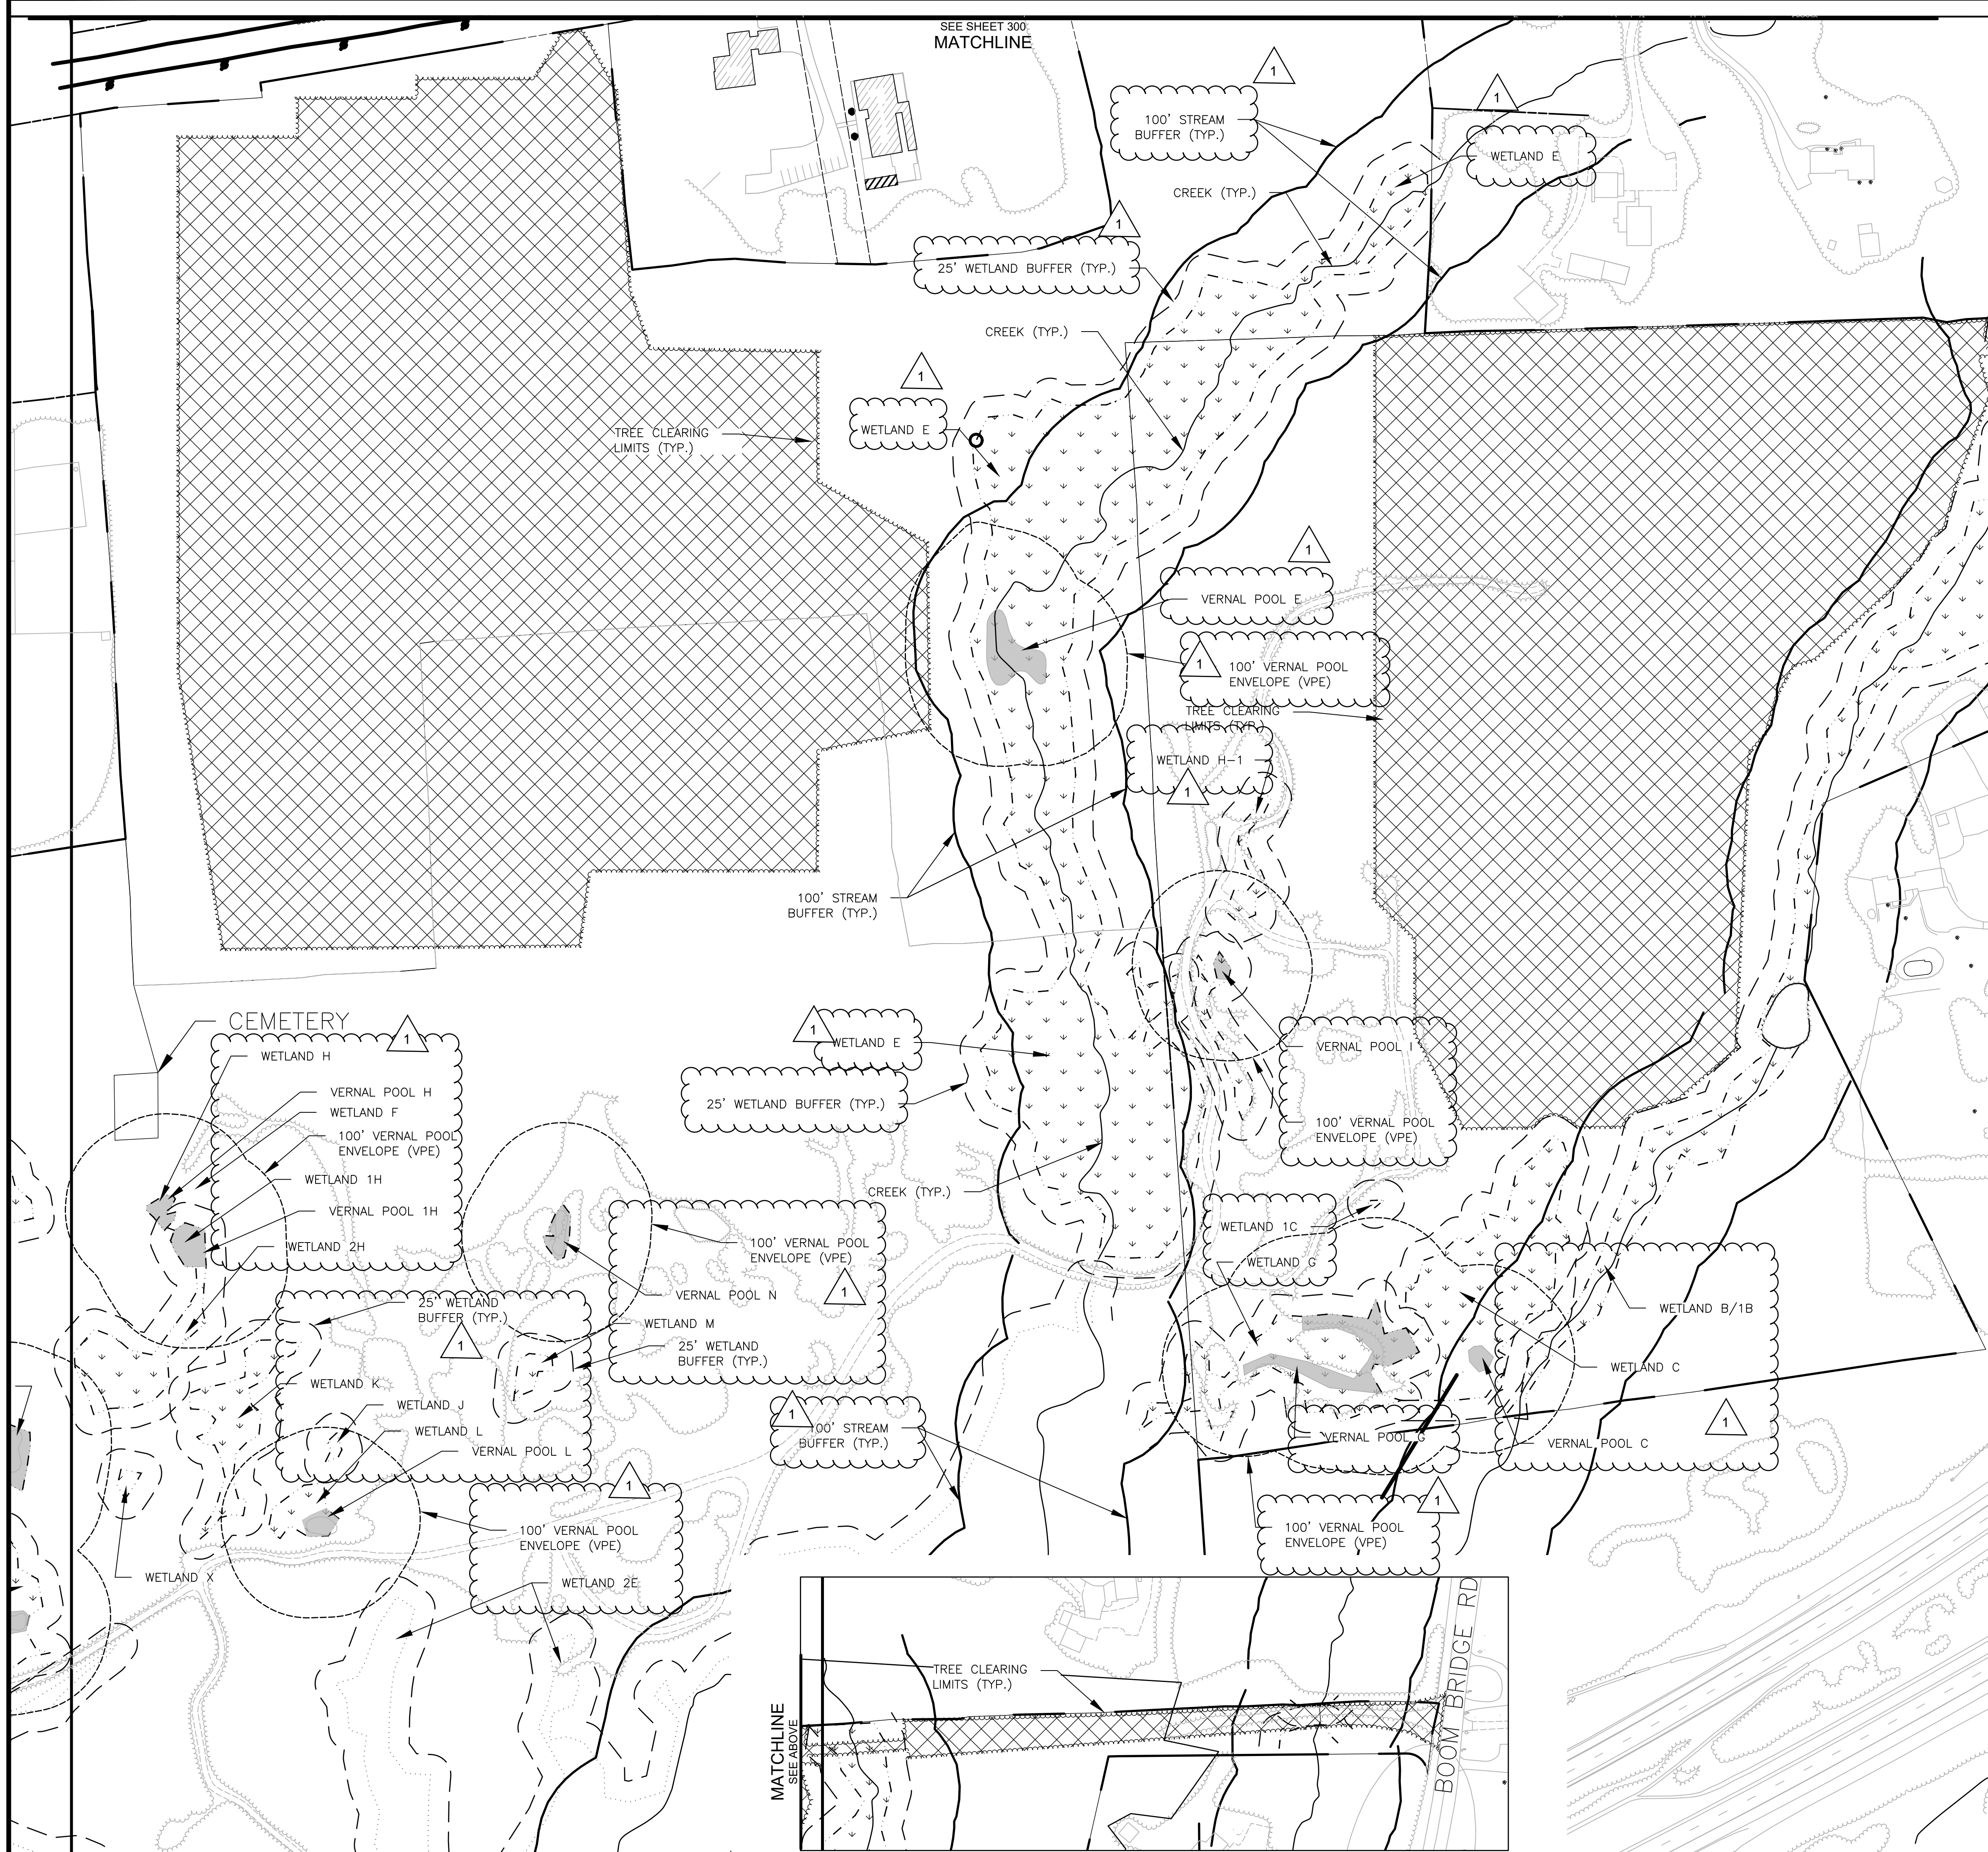 SEE SHEET 300
MATCHLINE
1
100' STREAM
BUFFER (TYP.)
1
WETLAND E
CREEK (TYP.)
1
25' WETLAND BUFFER (TYP.)
CREEK (TYP.)
1
WETLAND E
TREE CLEARING
LIMITS (TYP.)
1
VERNAL POOL E
1
100' VERNAL POOL
ENVELOPE (VPE)
TREE CLEARING
LIMITS (TYP.)
WETLAND H-1
1
100' STREAM
BUFFER (TYP.)
CEMETERY
1
WETLAND H
VERNAL POOL H
WETLAND F
100' VERNAL POOL
ENVELOPE (VPE)
WETLAND 1H
VERNAL POOL 1H
WETLAND 2H
1
WETLAND E
25' WETLAND BUFFER (TYP.)
VERNAL POOL I
100' VERNAL POOL
ENVELOPE (VPE)
CREEK (TYP.)
WETLAND 1C
WETLAND G
100' VERNAL POOL
ENVELOPE (VPE)
1
VERNAL POOL N
WETLAND M
25' WETLAND
BUFFER (TYP.)
25' WETLAND
BUFFER (TYP.)
1
WETLAND K
WETLAND J
WETLAND L
VERNAL POOL L
WETLAND B/1B
WETLAND C
1
VERNAL POOL C
VERNAL POOL G
1
100' STREAM
BUFFER (TYP.)
1
100' VERNAL POOL
ENVELOPE (VPE)
WETLAND 2E
WETLAND X
1
100' VERNAL POOL
ENVELOPE (VPE)
TREE CLEARING
LIMITS (TYP.)
MATCHLINE
SEE ABOVE
BOOM BRIDGE RD